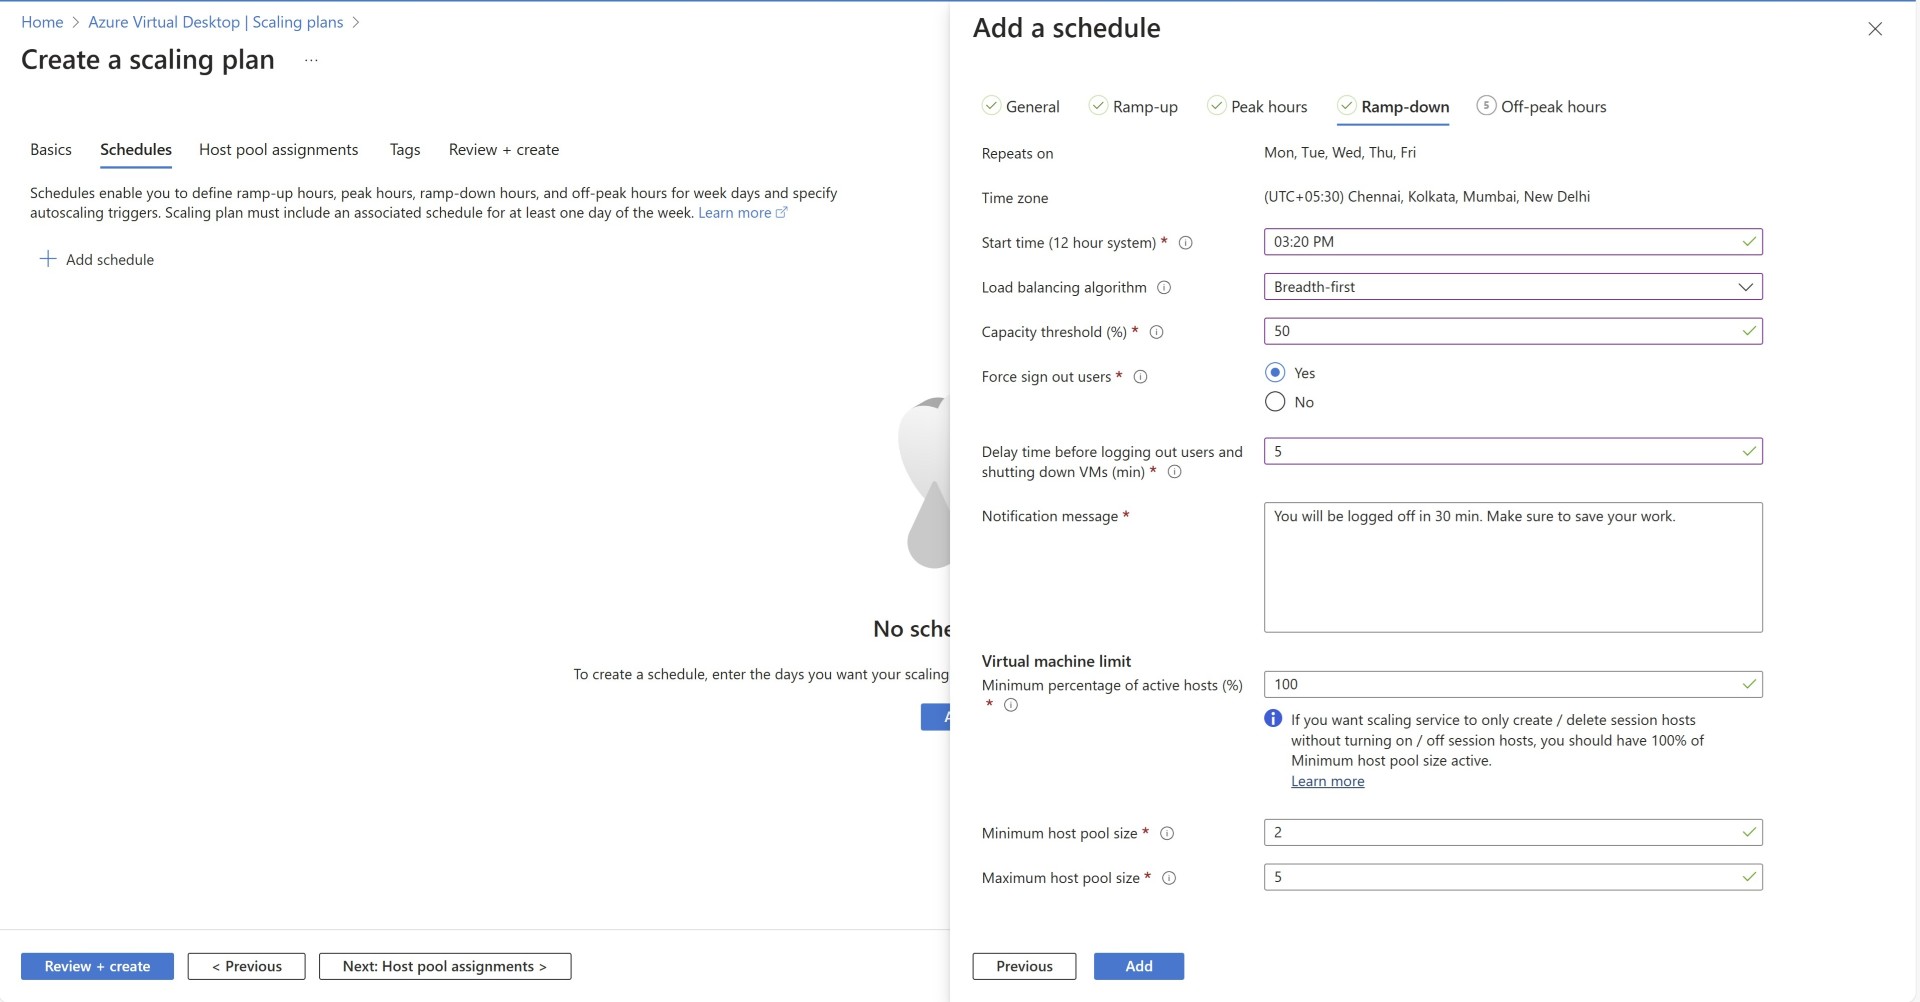 Home > Azure Virtual Desktop | Scaling plans >
Create a scaling plan ...
Basics Schedules Host pool assignments Tags Review + create
Schedules enable you to define ramp-up hours, peak hours, ramp-down hours, and off-peak hours for week days and specify
autoscaling triggers. Scaling plan must include an associated schedule for at least one day of the week. Learn more
+ Add schedule
No sche
To create a schedule, enter the days you want your scaling
A
Review + create < Previous Next: Host pool assignments >
Add a schedule
General Ramp-up Peak hours Ramp-down 5 Off-peak hours
Repeats on Mon, Tue, Wed, Thu, Fri
Time zone (UTC+05:30) Chennai, Kolkata, Mumbai, New Delhi
Start time (12 hour system) * 03:20 PM
Load balancing algorithm Breadth-first
Capacity threshold (%) * 50
Force sign out users * Yes
No
Delay time before logging out users and 5
shutting down VMs (min) *
Notification message * You will be logged off in 30 min. Make sure to save your work.
Virtual machine limit
Minimum percentage of active hosts (%) 100
*
If you want scaling service to only create / delete session hosts
without turning on / off session hosts, you should have 100% of
Minimum host pool size active.
Learn more
Minimum host pool size * 2
Maximum host pool size * 5
Previous Add